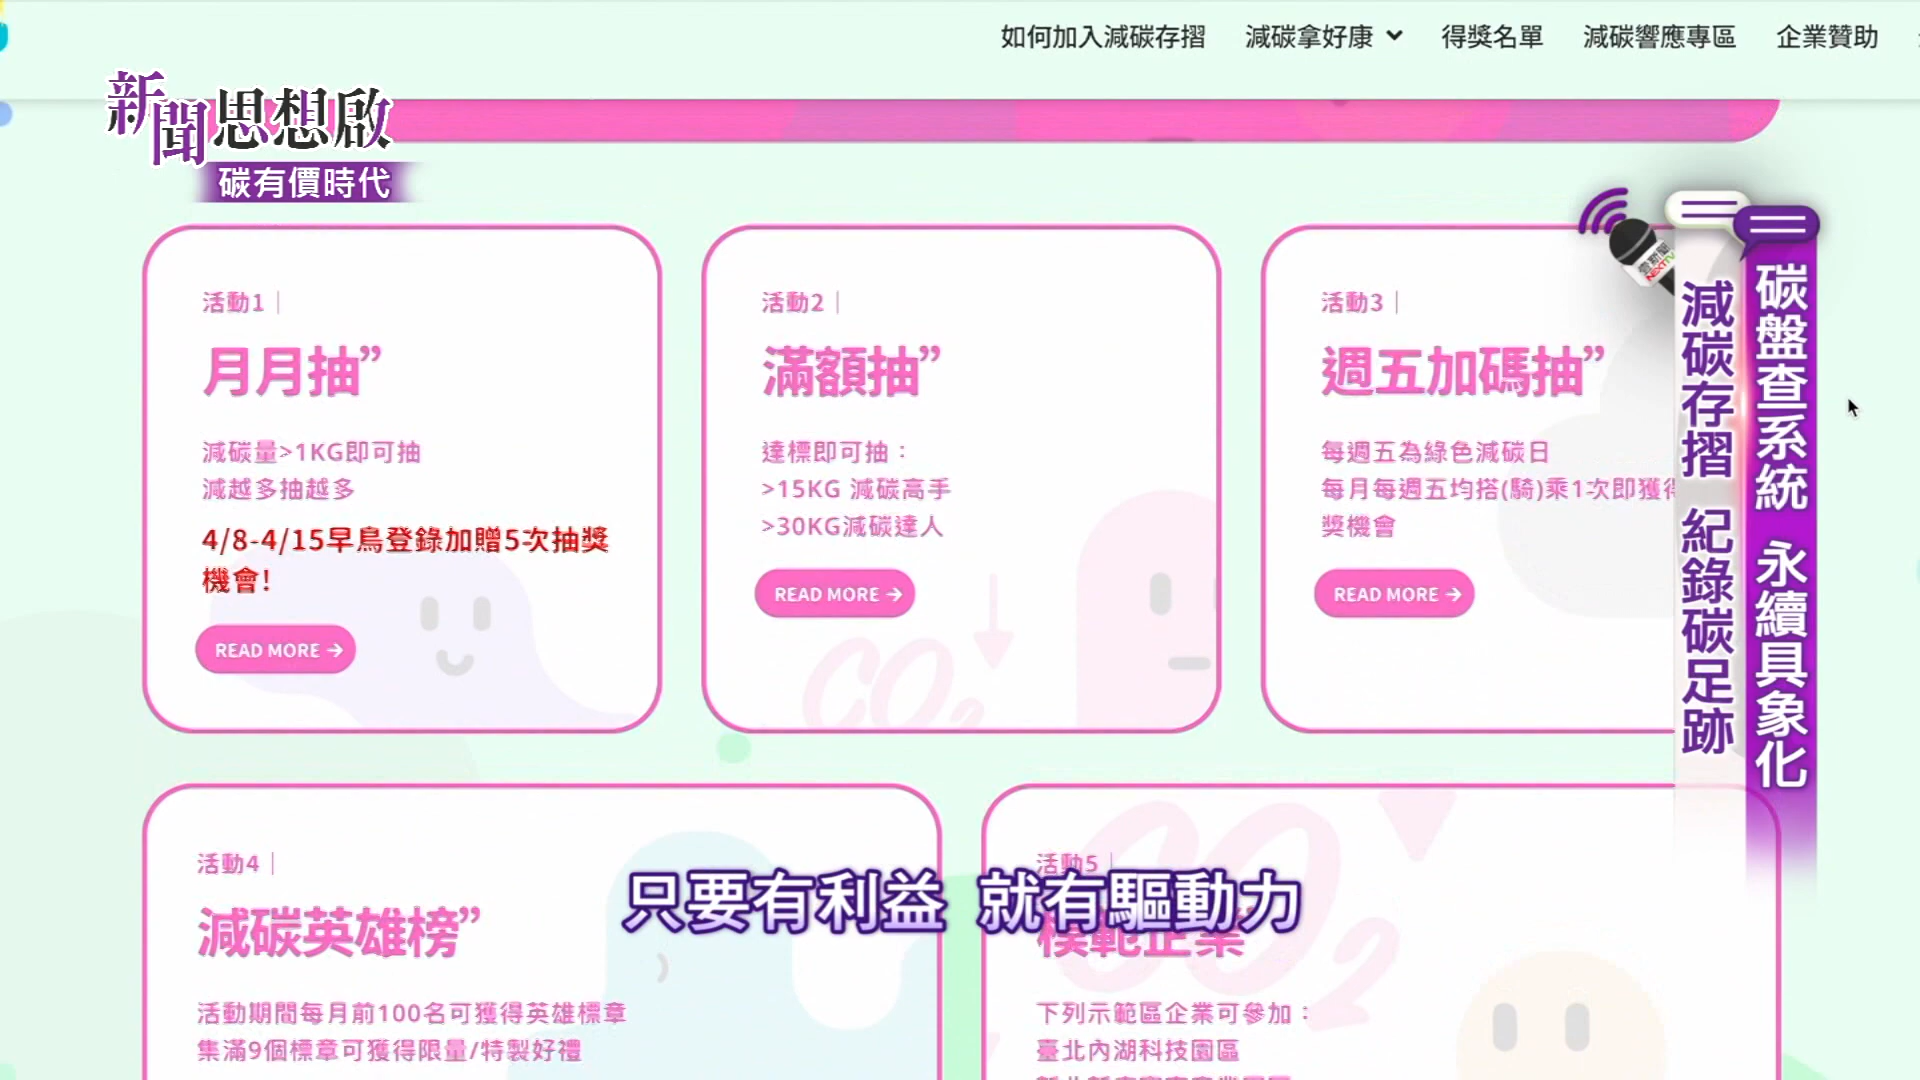 如何加入減碳存摺 減碳拿好康 得獎名單 減碳響應專區 企業贊助
新聞思想啟
碳有價時代
壹新聞
NEXTTV
碳盤查系統 永續具象化
減碳存摺 紀錄碳足跡
活動1｜
月月抽”
減碳量>1KG即可抽
減越多抽越多
4/8-4/15早鳥登錄加贈5次抽獎
機會!
READ MORE →
活動2｜
滿額抽”
達標即可抽：
>15KG 減碳高手
>30KG減碳達人
READ MORE →
CO2
活動3｜
週五加碼抽”
每週五為綠色減碳日
每月每週五均搭(騎)乘1次即獲得
獎機會
READ MORE →
活動4｜
減碳英雄榜”
活動期間每月前100名可獲得英雄標章
集滿9個標章可獲得限量/特製好禮
活動5｜
模範企業
CO2
下列示範區企業可參加：
臺北內湖科技園區
只要有利益 就有驅動力